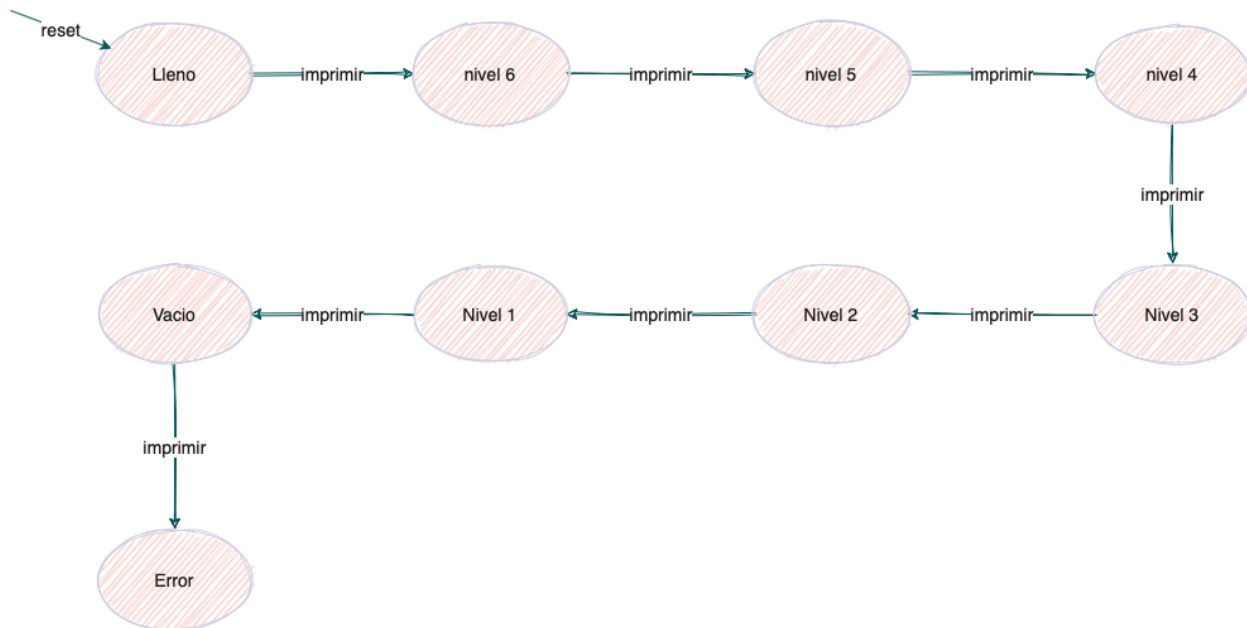 reset
Lleno
imprimir
nivel 6
imprimir
nivel 5
imprimir
nivel 4
imprimir
Vacio
imprimir
Nivel 1
imprimir
Nivel 2
imprimir
Nivel 3
imprimir
Error